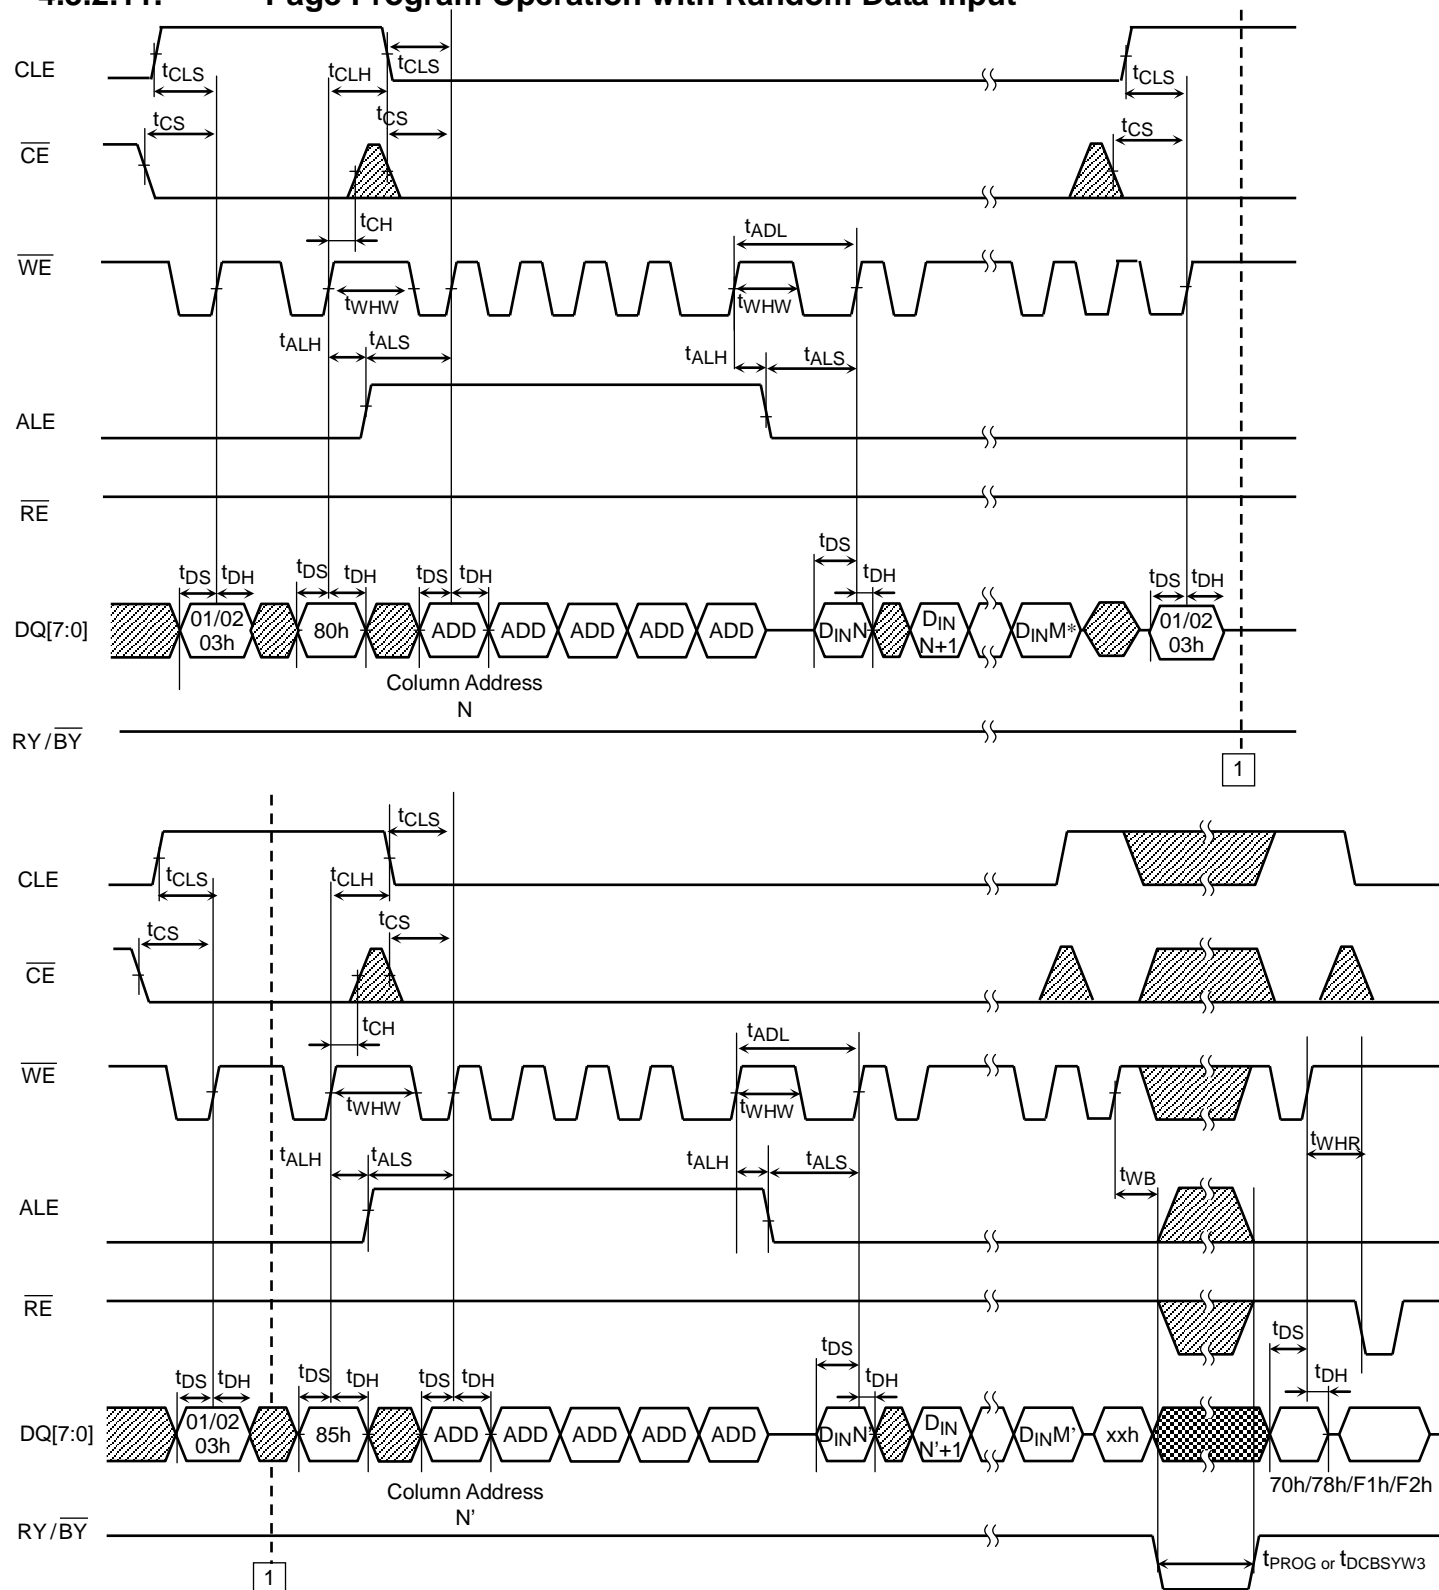 4.3.2.11. Page Program Operation with Random Data Input
CLE
tCLS tCLH tCLS tCLS
tCS tCS tCS
CE
tCH
tADL
WE
tWHW tWHW
tALH tALS tALH tALS
ALE
RE
tDS tDH tDS tDH tDS tDH tDS tDH tDS tDH
DQ[7:0]
01/02 03h
80h
ADD ADD ADD ADD ADD
DINN
DIN N+1
DINM*
01/02 03h
Column Address
N
RY/BY
1
tCLS
CLE
tCLS tCLH
tCS tCS
CE
tCH
tADL
WE
tWHW tWHW
tWHR
tALH tALS tALH tALS
tWB
ALE
RE
tDS tDH tDS tDH tDS tDH tDS tDH tDS tDH
DQ[7:0]
01/02 03h
85h
ADD ADD ADD ADD ADD
DINN'
DIN N'+1
DINM'
xxh
70h/78h/F1h/F2h
Column Address
N'
RY/BY
tPROG or tDCBSYW3
1